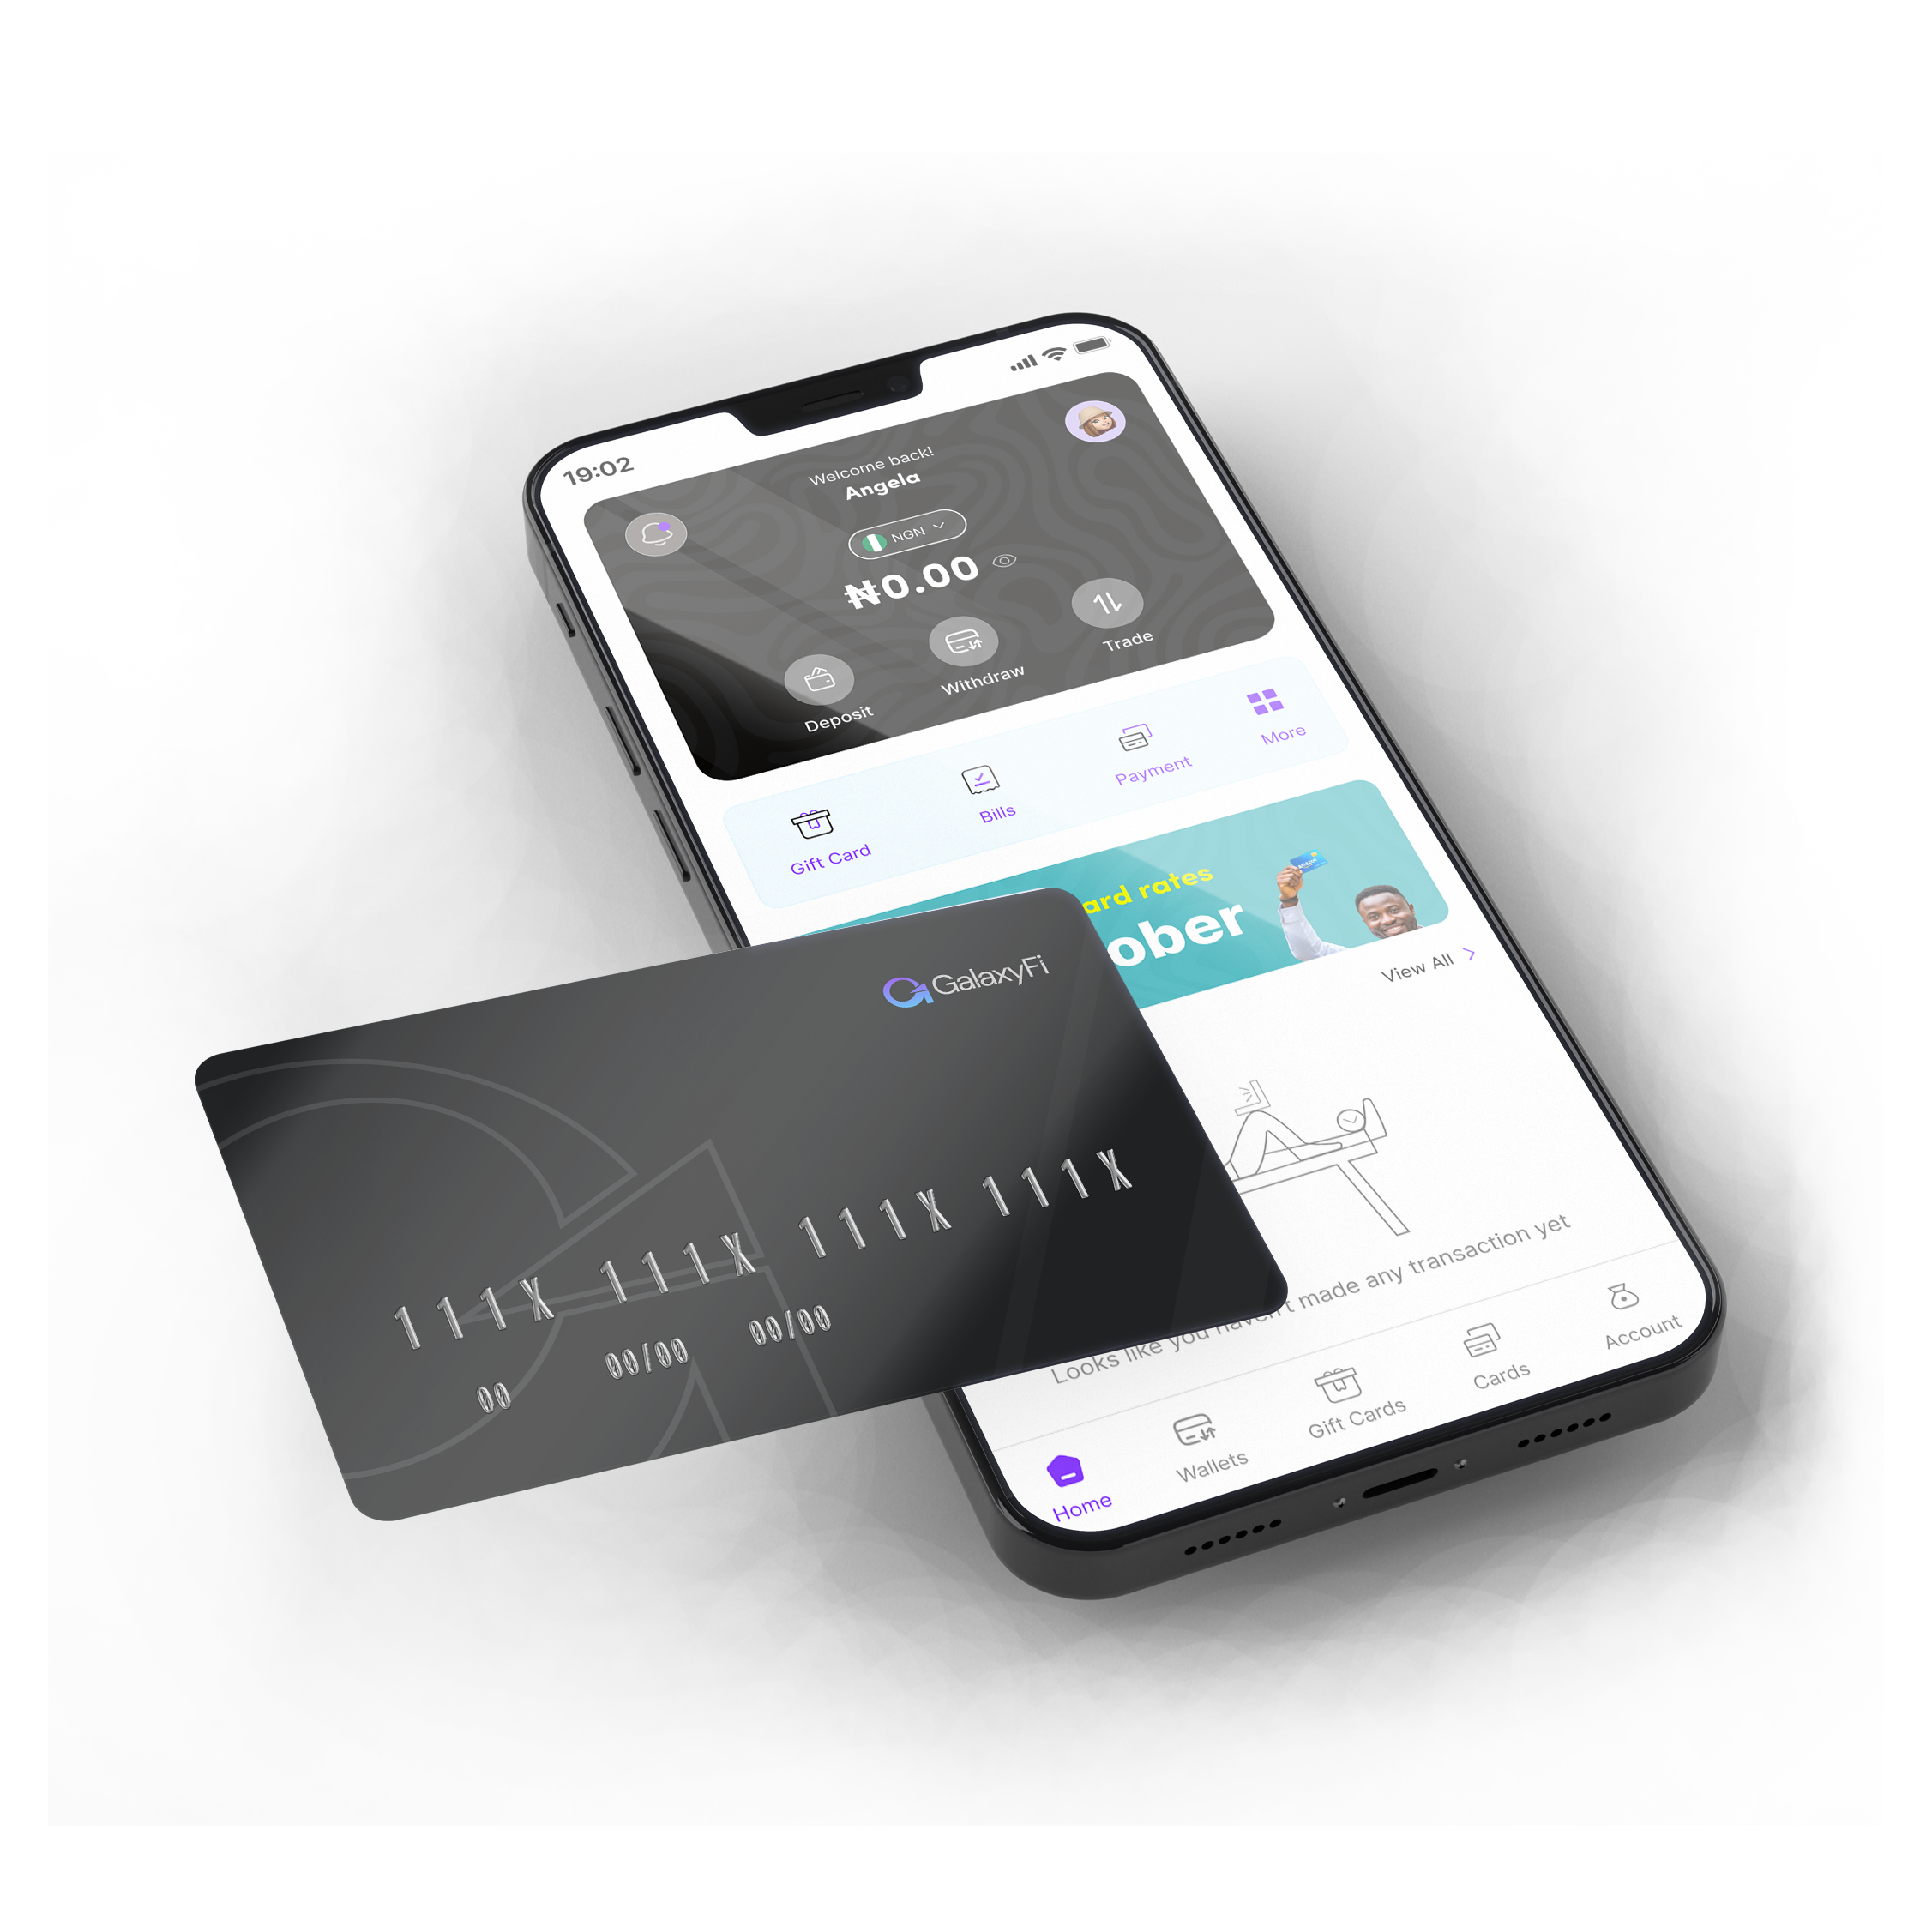 19:02
Welcome back!
Angela
NGN
₦0.00
Deposit
Withdraw
Trade
Gift Card
Bills
Payment
More
ard rates
ober
View All
GalaxyFi
111X 111X 111X 111X
00/00
00/00
00
Looks like you haven't made any transaction yet
Home
Wallets
Gift Cards
Cards
Account